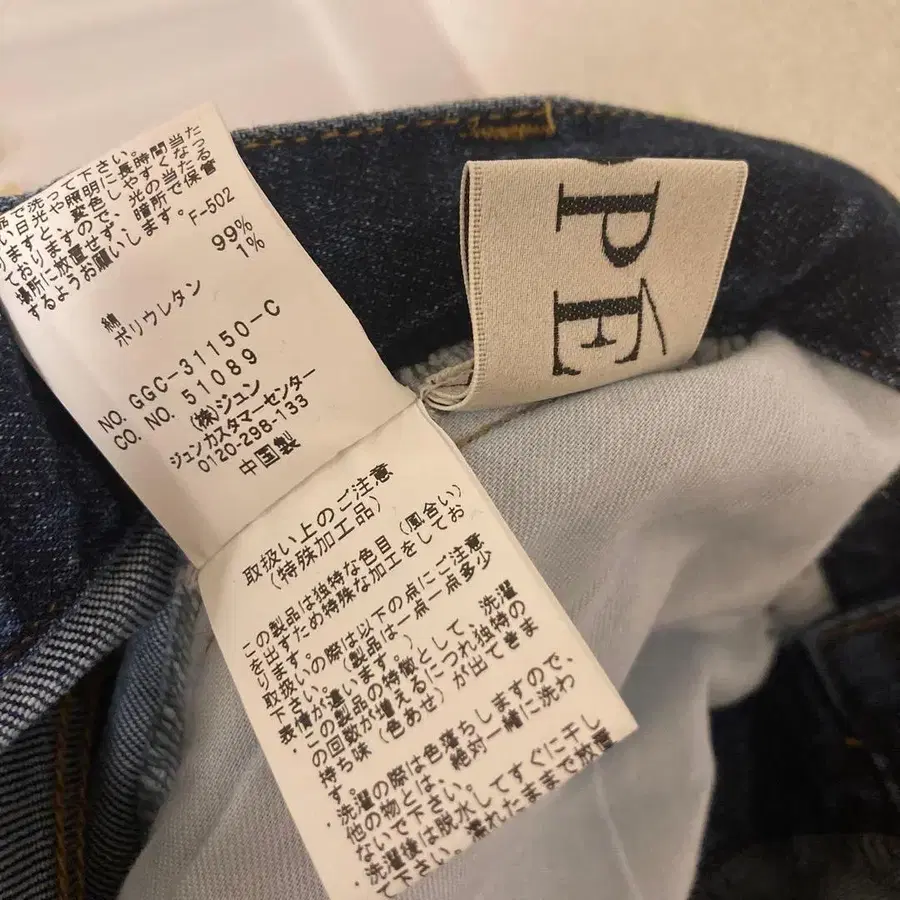 品で洗って下さい。
い日光や照明に長時間当たっ
りますと、変色しやすくなっ
ておりますので、光の当たる
場所に放置せず、暗所で保管
するようお願いします。
F-502
綿 99%
ポリウレタン 1%
NO. GGC-31150-C
CO. NO. 51089
(株)ジュン
ジュンカスタマーセンター
0120-298-133
中国製
取扱い上のご注意
(特殊加工品)
この製品は独特な色目(風合い)
を出すため特殊な加工をしてお
ります。
取扱いの際は以下の点にご注意
下さい。(製品は一点一点多少
表情が違います。)
・この製品の特徴として、洗濯
の回数が増えるにつれ独特の
持ち味(色あせ)が出てきま
す。
・洗濯の際は色落ちしますので、
他の物とは、絶対一緒に洗わ
ないで下さい。
・洗濯後は脱水してすぐに干し
て下さい。濡れたままで放置
PÉ